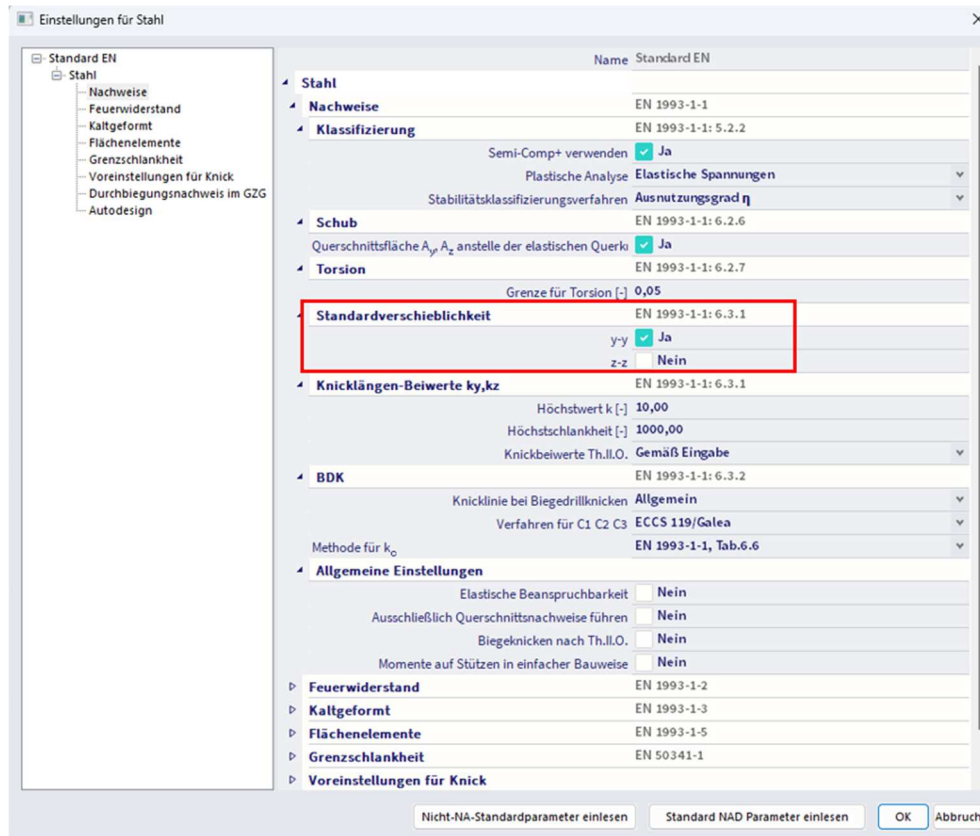 Einstellungen für Stahl
Standard EN
Stahl
Nachweise
Feuerwiderstand
Kaltgeformt
Flächenelemente
Grenzschlankheit
Voreinstellungen für Knick
Durchbiegungsnachweis im GZG
Autodesign
Name Standard EN
Stahl
Nachweise EN 1993-1-1
Klassifizierung EN 1993-1-1: 5.2.2
Semi-Comp+ verwenden Ja
Plastische Analyse Elastische Spannungen
Stabilitätsklassifizierungsverfahren Ausnutzungsgrad η
Schub EN 1993-1-1: 6.2.6
Querschnittsfläche Ay, Az anstelle der elastischen Querkr Ja
Torsion EN 1993-1-1: 6.2.7
Grenze für Torsion [-] 0,05
Standardverschieblichkeit EN 1993-1-1: 6.3.1
y-y Ja
z-z Nein
Knicklängen-Beiwerte ky,kz EN 1993-1-1: 6.3.1
Höchstwert k [-] 10,00
Höchstschlankheit [-] 1000,00
Knickbeiwerte Th.II.O. Gemäß Eingabe
BDK EN 1993-1-1: 6.3.2
Knicklinie bei Biegedrillknicken Allgemein
Verfahren für C1 C2 C3 ECCS 119/Galea
Methode für kc EN 1993-1-1, Tab.6.6
Allgemeine Einstellungen
Elastische Beanspruchbarkeit Nein
Ausschließlich Querschnittsnachweise führen Nein
Biegeknicken nach Th.II.O. Nein
Momente auf Stützen in einfacher Bauweise Nein
Feuerwiderstand EN 1993-1-2
Kaltgeformt EN 1993-1-3
Flächenelemente EN 1993-1-5
Grenzschlankheit EN 50341-1
Voreinstellungen für Knick
Nicht-NA-Standardparameter einlesen Standard NAD Parameter einlesen OK Abbruch